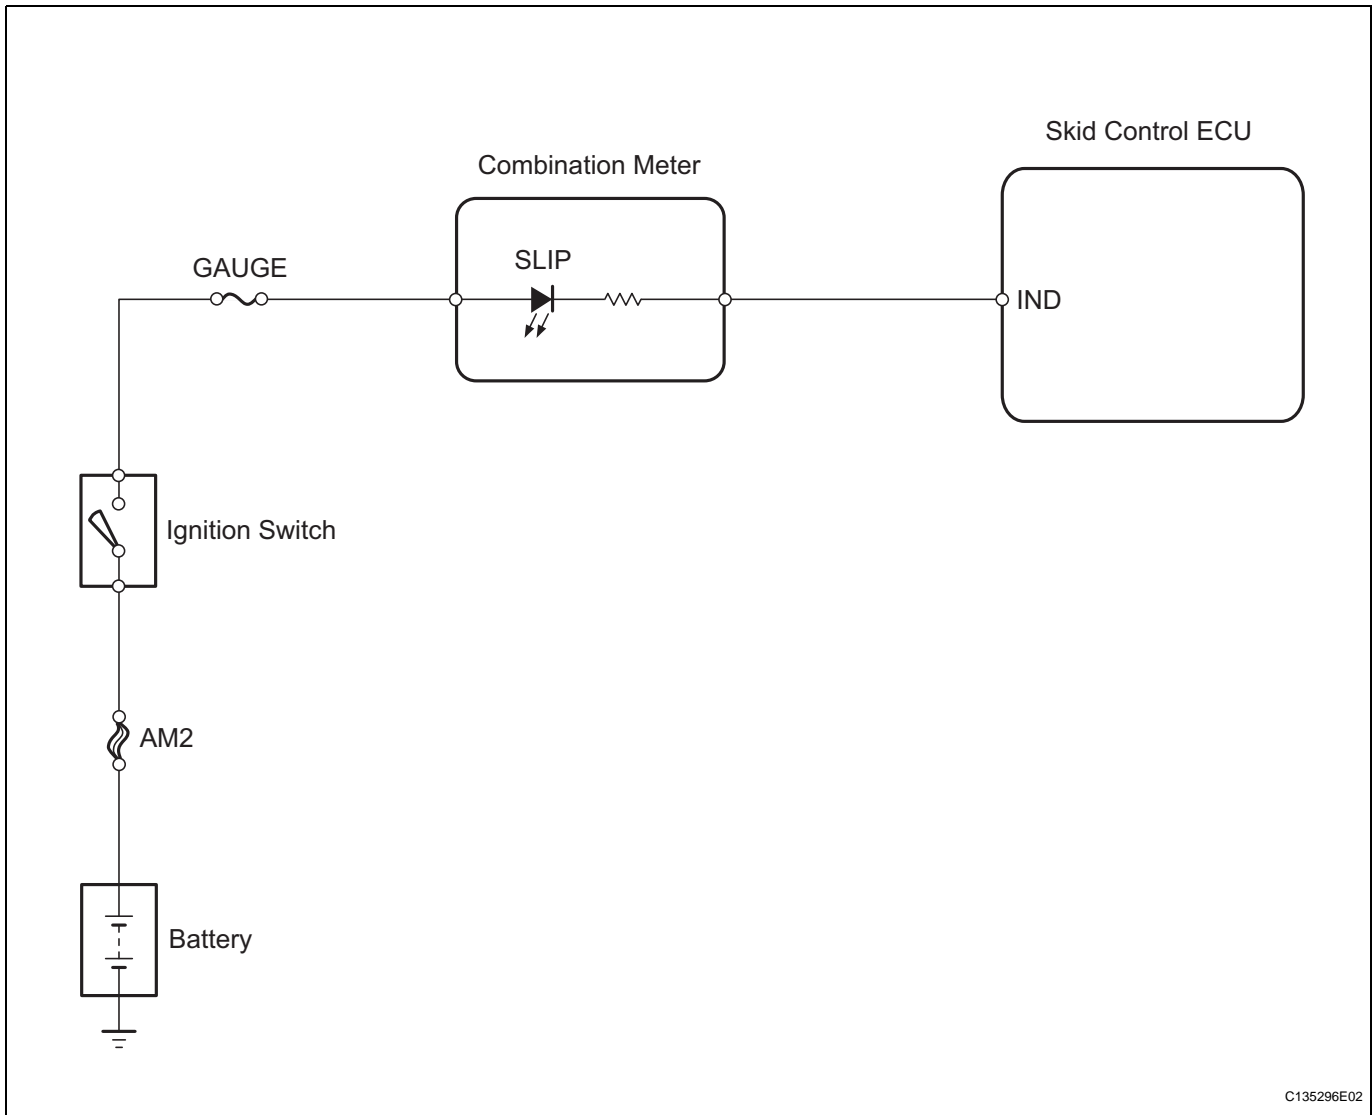 Skid Control ECU
Combination Meter
SLIP
GAUGE
IND
Ignition Switch
AM2
Battery
C135296E02